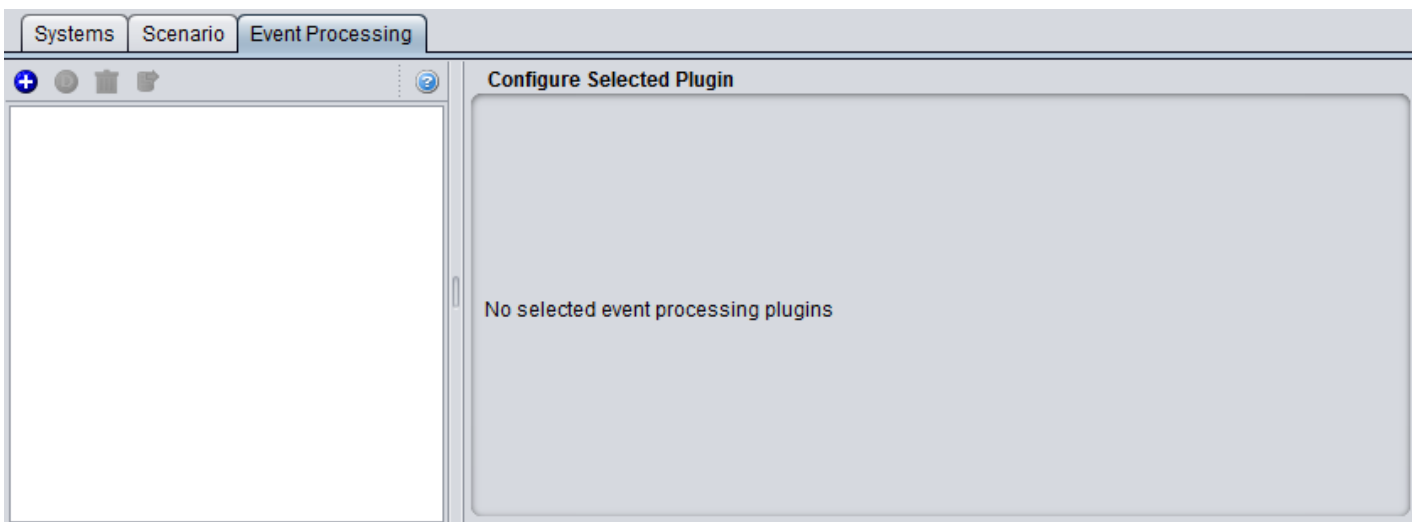 Systems
Scenario
Event Processing
Configure Selected Plugin
No selected event processing plugins